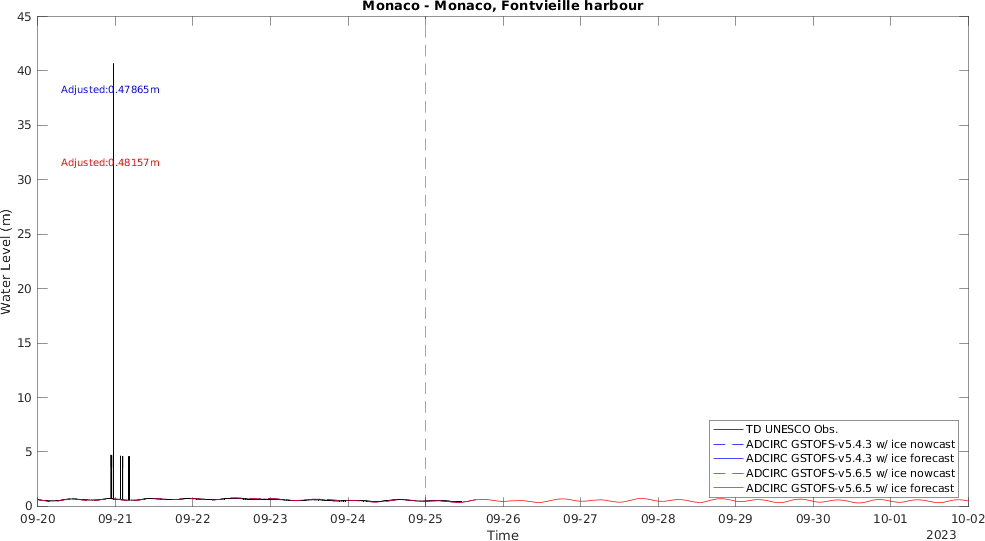 Monaco - Monaco, Fontvieille harbour
45
40
35
30
25
20
15
10
5
0
Water Level (m)
Adjusted:0.47865m
Adjusted:0.48157m
TD UNESCO Obs.
ADCIRC GSTOFS-v5.4.3 w/ ice nowcast
ADCIRC GSTOFS-v5.4.3 w/ ice forecast
ADCIRC GSTOFS-v5.6.5 w/ ice nowcast
ADCIRC GSTOFS-v5.6.5 w/ ice forecast
09-20 09-21 09-22 09-23 09-24 09-25 09-26 09-27 09-28 09-29 09-30 10-01 10-02
Time
2023